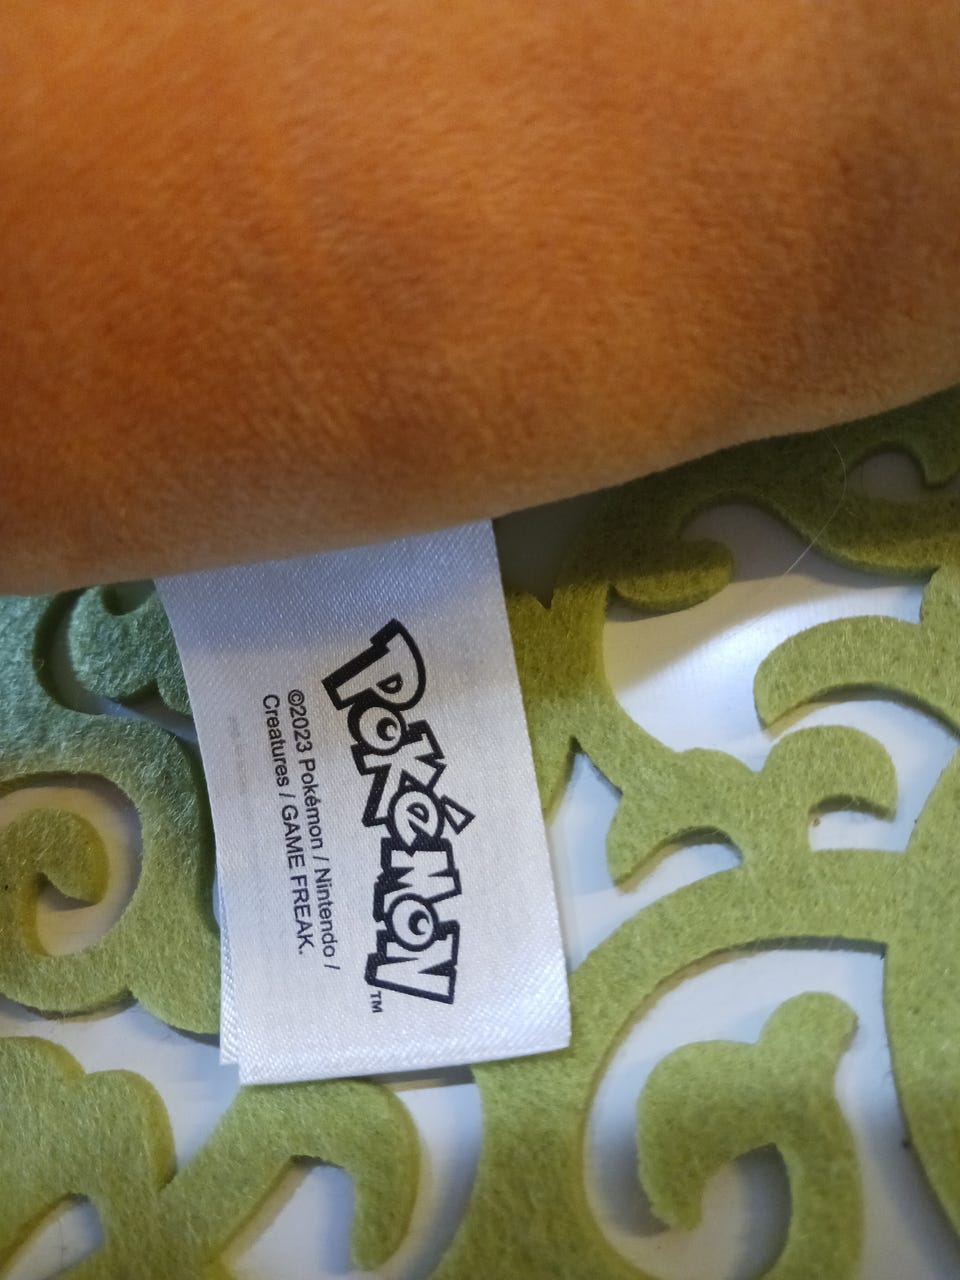 Pokémon™
©2023 Pokémon / Nintendo /
Creatures / GAME FREAK.